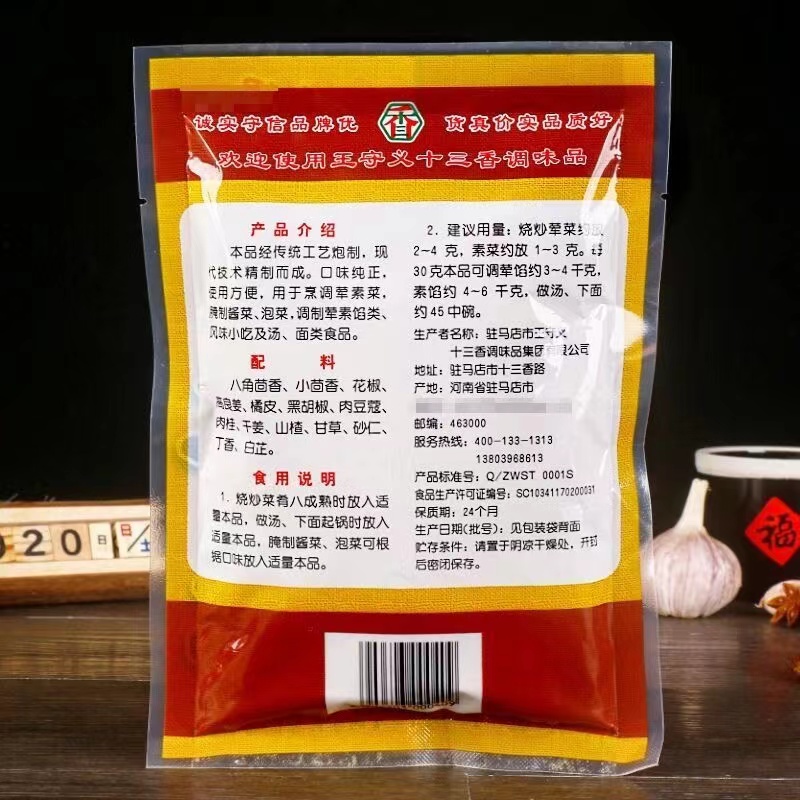 诚实守信品牌优
香
货真价实品质好
欢迎使用王守义十三香调味品
产品介绍
本品经传统工艺炮制，现
代技术精制而成。口味纯正，
使用方便，用于烹调荤素菜，
腌制酱菜、泡菜，调制荤素馅类、
风味小吃及汤、面类食品。
配 料
八角茴香、小茴香、花椒、
高良姜、橘皮、黑胡椒、肉豆蔻、
肉桂、干姜、山楂、甘草、砂仁、
丁香、白芷。
食用说明
1．烧炒菜肴八成熟时放入适
量本品，做汤、下面起锅时放入
适量本品，腌制酱菜、泡菜可根
据口味放入适量本品。
2．建议用量：烧炒荤菜约放
2~4 克，素菜约放 1~3 克。每
30克本品可调荤馅约3~4千克，
素馅约 4~6 千克，做汤、下面
约45中碗。
生产者名称：驻马店市王守义
十三香调味品集团有限公司
地址：驻马店市十三香路
产地：河南省驻马店市
邮编：463000
服务热线：400-133-1313
13803968613
产品标准号：Q/ZWST 0001S
食品生产许可证编号：SC10341170200031
保质期：24个月
生产日期(批号)：见包装袋背面
贮存条件：请置于阴凉干燥处，开封
后密闭保存。
020 日/土
福